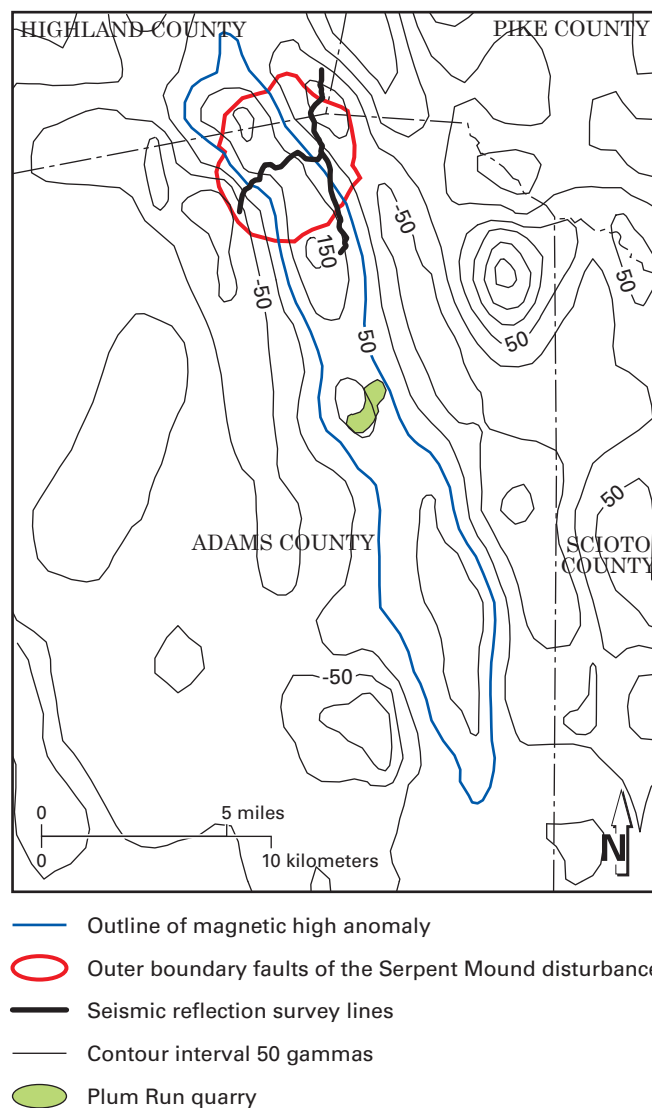 HIGHLAND COUNTY
PIKE COUNTY
-50
150
-50
50
50
50
50
ADAMS COUNTY
SCIOTO
COUNTY
-50
0
5 miles
0
10 kilometers
N
Outline of magnetic high anomaly
Outer boundary faults of the Serpent Mound disturbance
Seismic reflection survey lines
Contour interval 50 gammas
Plum Run quarry